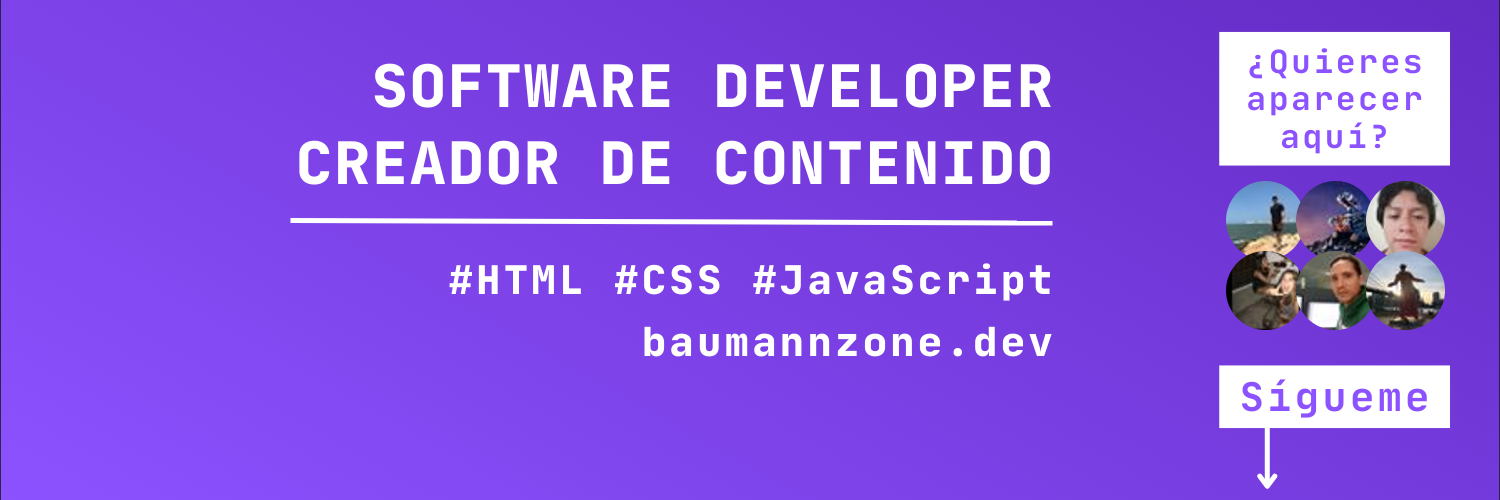 SOFTWARE DEVELOPER
CREADOR DE CONTENIDO
#HTML #CSS #JavaScript
baumannzone.dev
¿Quieres
aparecer
aquí?
Sígueme